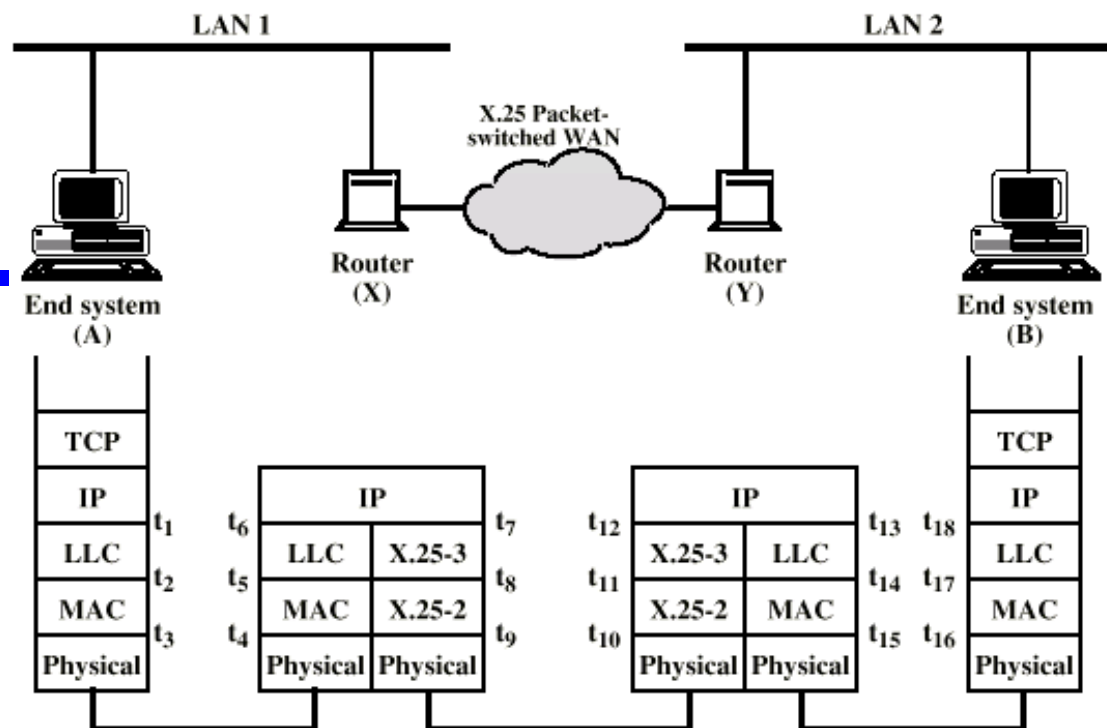 LAN 1
LAN 2
X.25 Packet-
switched WAN
Router
(X)
Router
(Y)
End system
(A)
End system
(B)
TCP
TCP
IP
IP
IP
IP
t1
t6
t7
t12
t13
t18
LLC
LLC
X.25-3
X.25-3
LLC
LLC
t2
t5
t8
t11
t14
t17
MAC
MAC
X.25-2
X.25-2
MAC
MAC
t3
t4
t9
t10
t15
t16
Physical
Physical
Physical
Physical
Physical
Physical